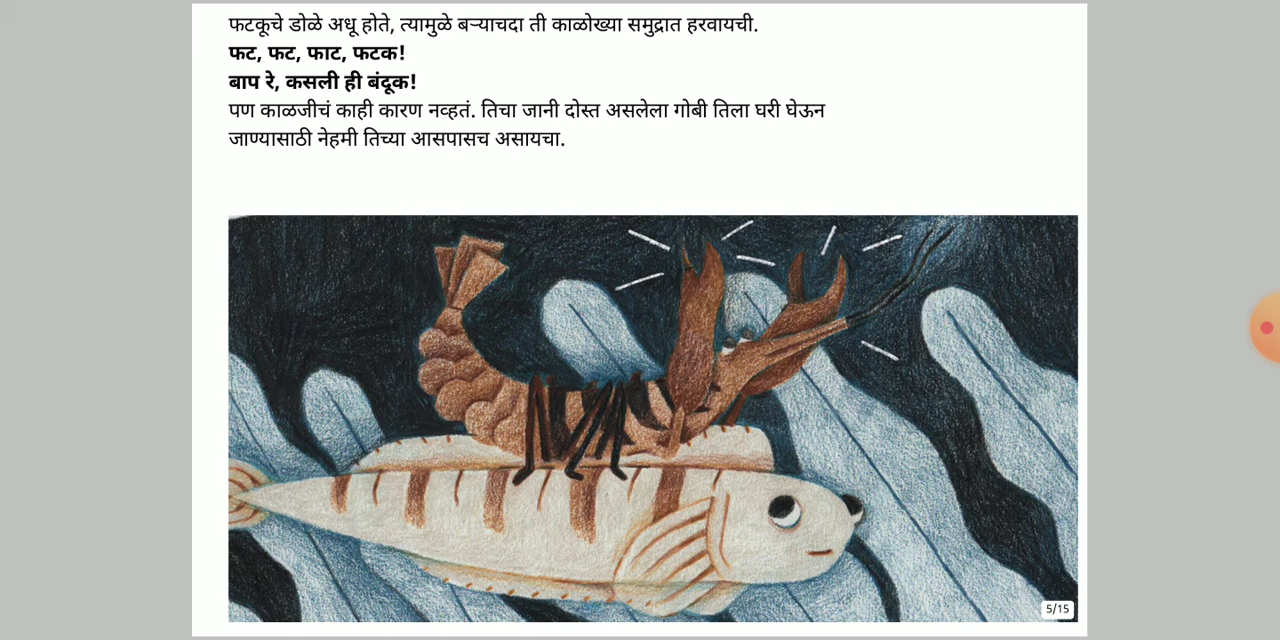 फटकूचे डोळे अधू होते, त्यामुळे बऱ्याचदा ती काळोख्या समुद्रात हरवायची.
फट, फट, फाट, फटक!
बाप रे, कसली ही बंदूक!
पण काळजीचं काही कारण नव्हतं. तिचा जानी दोस्त असलेला गोबी तिला घरी घेऊन
जाण्यासाठी नेहमी तिच्या आसपासच असायचा.
5/15